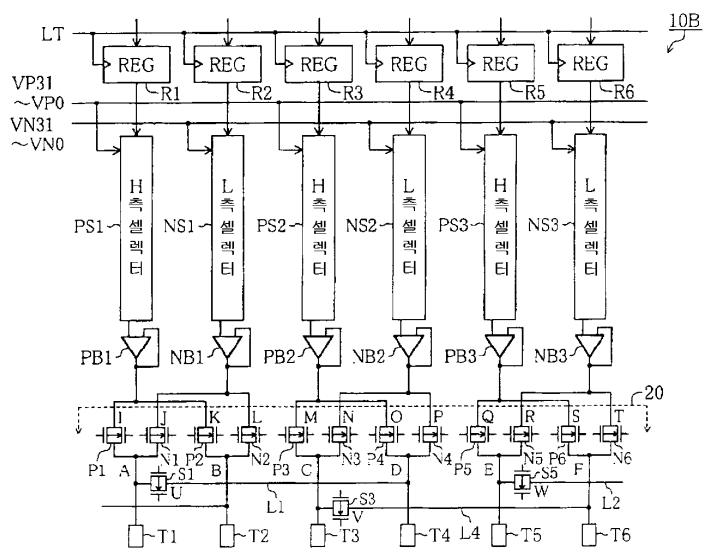 10B
LT
REG REG REG REG REG REG
R1 R2 R3 R4 R5 R6
VP31
~VP0
VN31
~VN0
H측셀렉터 L측셀렉터 H측셀렉터 L측셀렉터 H측셀렉터 L측셀렉터
PS1 NS1 PS2 NS2 PS3 NS3
PB1 NB1 PB2 NB2 PB3 NB3
20
I J K L M N O P Q R S T
P1 N1 P2 N2 P3 N3 P4 N4 P5 N5 P6 N6
A B C D E F
S1 S3 S5
U V W
L1 L4 L2
T1 T2 T3 T4 T5 T6